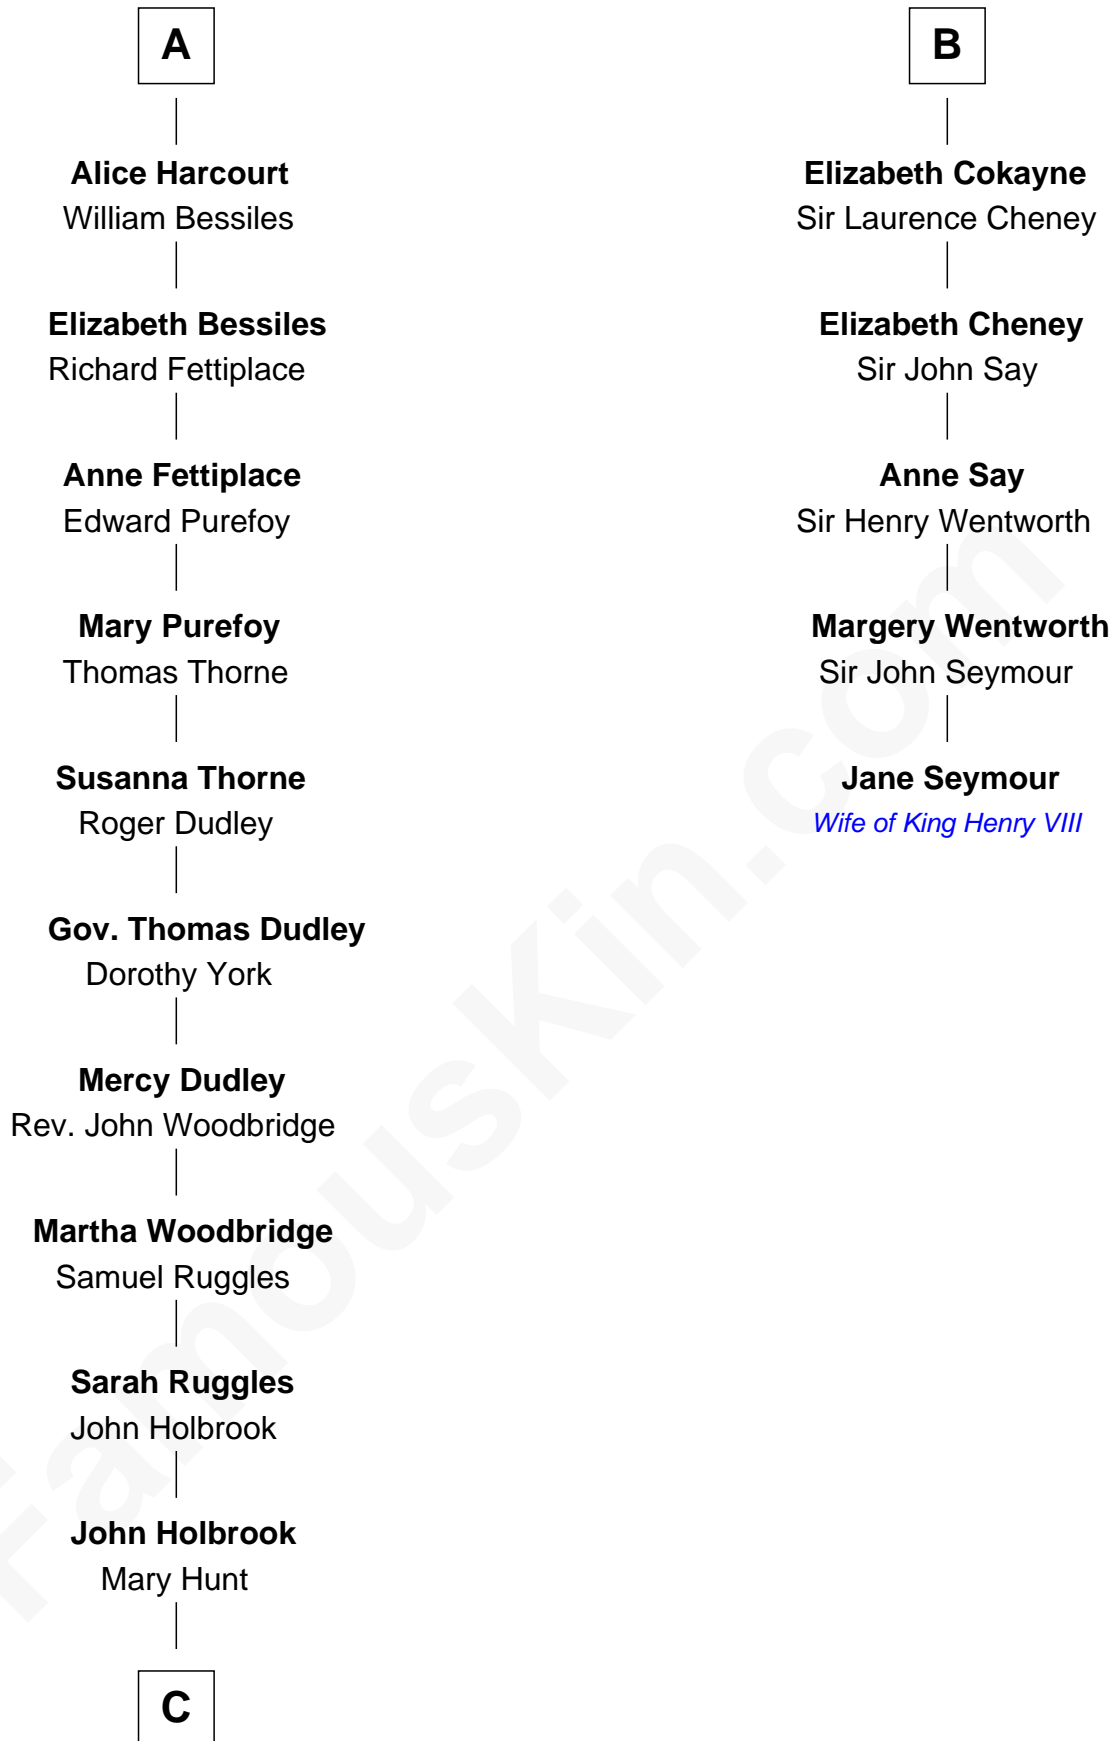 A
Alice Harcourt
William Bessiles
Elizabeth Bessiles
Richard Fettiplace
Anne Fettiplace
Edward Purefoy
Mary Purefoy
Thomas Thorne
Susanna Thorne
Roger Dudley
Gov. Thomas Dudley
Dorothy York
Mercy Dudley
Rev. John Woodbridge
Martha Woodbridge
Samuel Ruggles
Sarah Ruggles
John Holbrook
John Holbrook
Mary Hunt
C
B
Elizabeth Cokayne
Sir Laurence Cheney
Elizabeth Cheney
Sir John Say
Anne Say
Sir Henry Wentworth
Margery Wentworth
Sir John Seymour
Jane Seymour
Wife of King Henry VIII
FamousKin.com